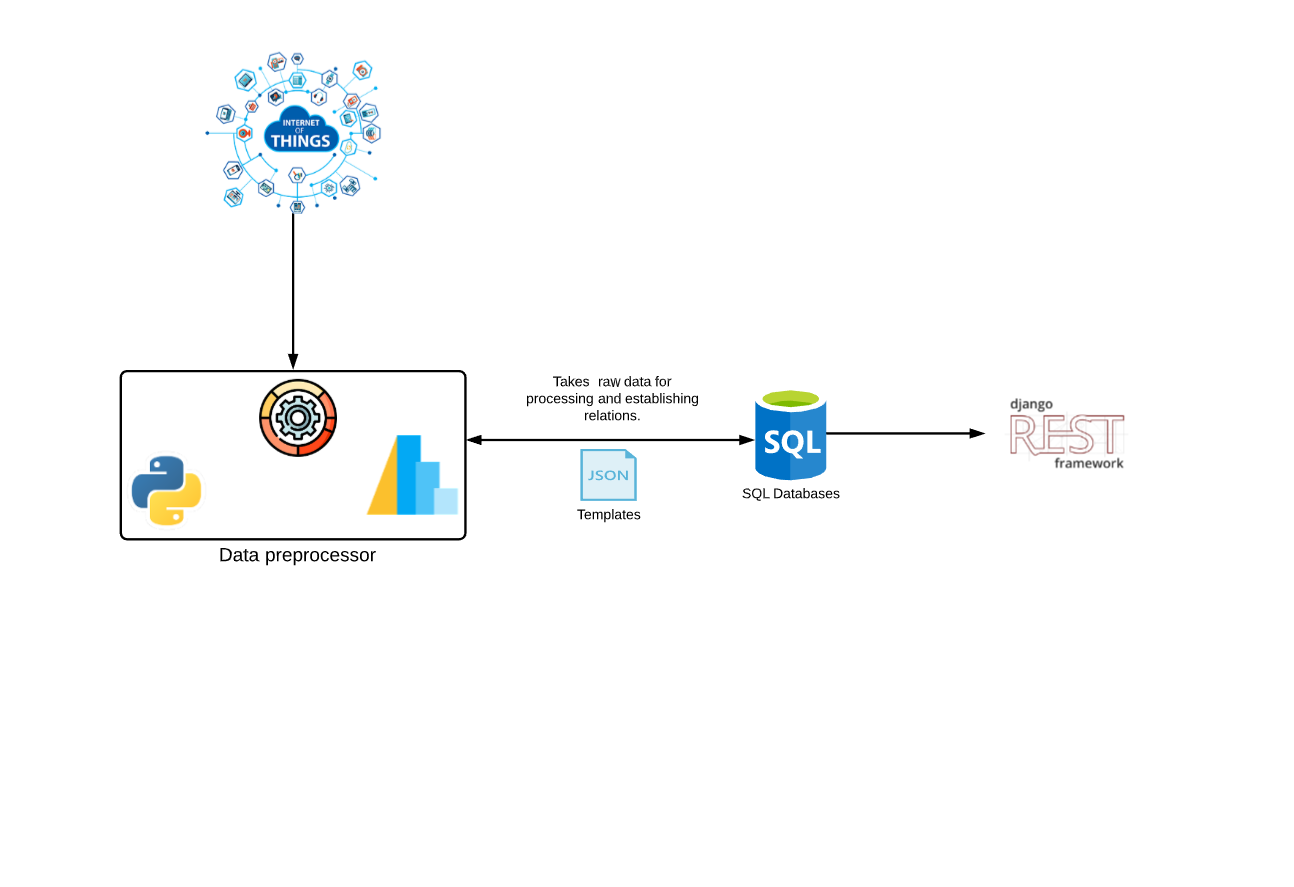 INTERNET
OF
THINGS
Takes raw data for
processing and establishing
relations.
JSON
Templates
SQL
SQL Databases
django
REST
framework
Data preprocessor